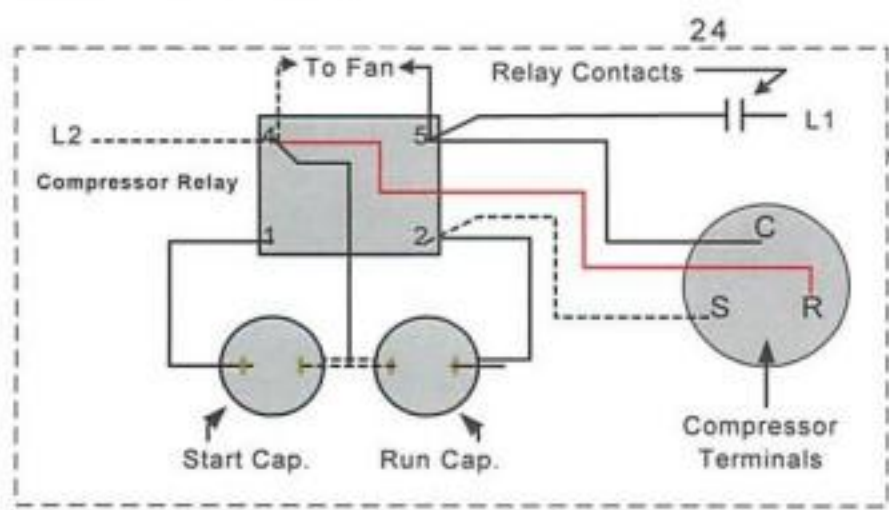 24
To Fan
Relay Contacts
L2
4
5
L1
Compressor Relay
1
2
C
S
R
Start Cap.
Run Cap.
Compressor
Terminals